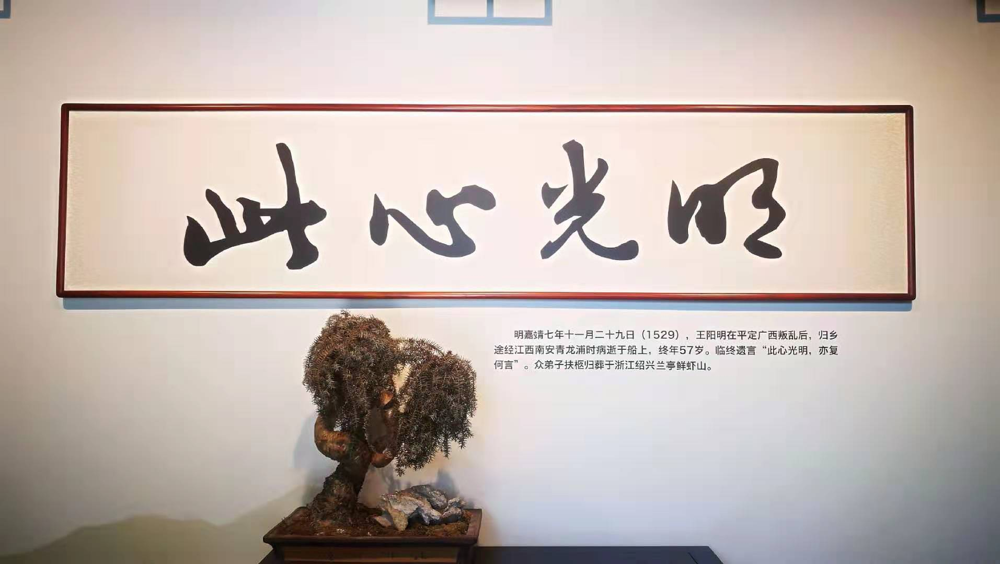 此心光明
明嘉靖七年十一月二十九日（1529），王阳明在平定广西叛乱后，归乡
途经江西南安青龙浦时病逝于船上，终年57岁。临终遗言“此心光明，亦复
何言”。众弟子扶柩归葬于浙江绍兴兰亭鲜虾山。